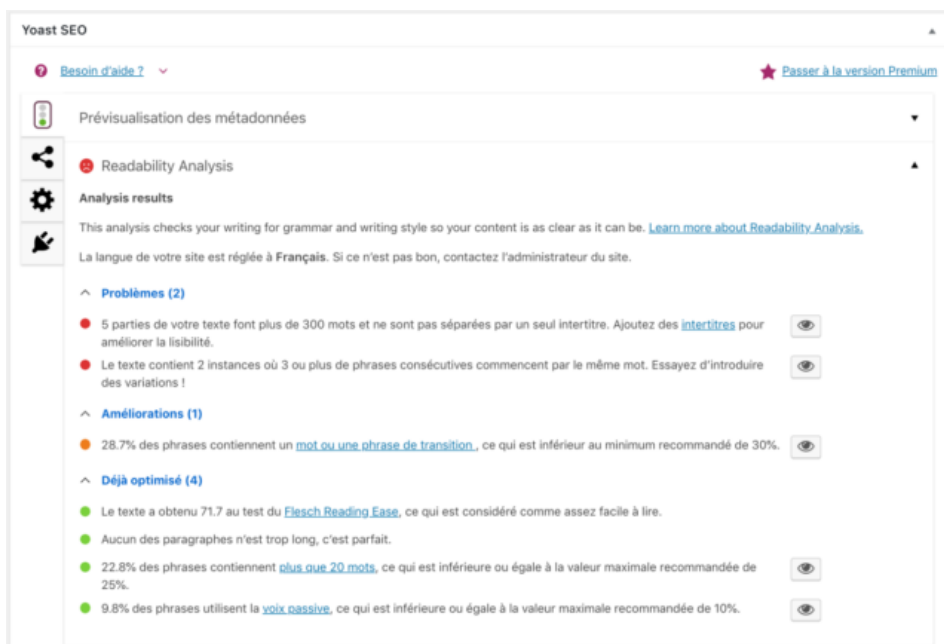 Yoast SEO
Besoin d'aide ?
Passer à la version Premium
Prévisualisation des métadonnées
Readability Analysis
Analysis results
This analysis checks your writing for grammar and writing style so your content is as clear as it can be. Learn more about Readability Analysis.
La langue de votre site est réglée à Français. Si ce n'est pas bon, contactez l'administrateur du site.
Problèmes (2)
5 parties de votre texte font plus de 300 mots et ne sont pas séparées par un seul intertitre. Ajoutez des intertitres pour
améliorer la lisibilité.
Le texte contient 2 instances où 3 ou plus de phrases consécutives commencent par le même mot. Essayez d'introduire
des variations !
Améliorations (1)
28.7% des phrases contiennent un mot ou une phrase de transition , ce qui est inférieur au minimum recommandé de 30%.
Déjà optimisé (4)
Le texte a obtenu 71.7 au test du Flesch Reading Ease, ce qui est considéré comme assez facile à lire.
Aucun des paragraphes n'est trop long, c'est parfait.
22.8% des phrases contiennent plus que 20 mots, ce qui est inférieure ou égale à la valeur maximale recommandée de
25%.
9.8% des phrases utilisent la voix passive, ce qui est inférieure ou égale à la valeur maximale recommandée de 10%.